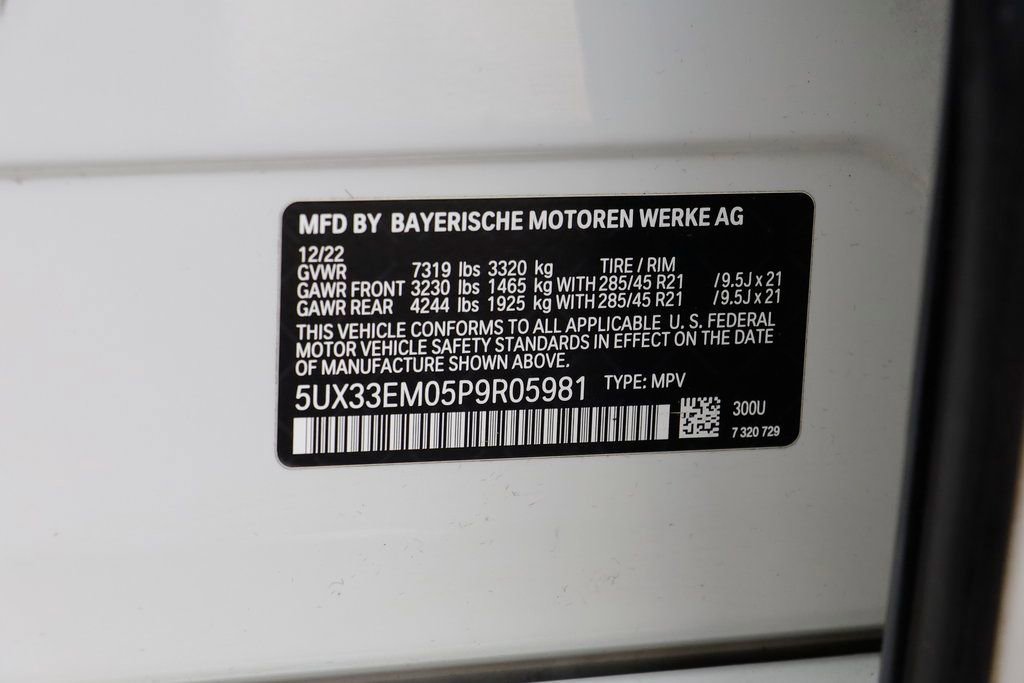 MFD BY BAYERISCHE MOTOREN WERKE AG
12/22
GVWR 7319 lbs 3320 kg TIRE / RIM
GAWR FRONT 3230 lbs 1465 kg WITH 285/45 R21 /9.5J x 21
GAWR REAR 4244 lbs 1925 kg WITH 285/45 R21 /9.5J x 21
THIS VEHICLE CONFORMS TO ALL APPLICABLE U. S. FEDERAL
MOTOR VEHICLE SAFETY STANDARDS IN EFFECT ON THE DATE
OF MANUFACTURE SHOWN ABOVE.
5UX33EM05P9R05981 TYPE: MPV
300U
7 320 729